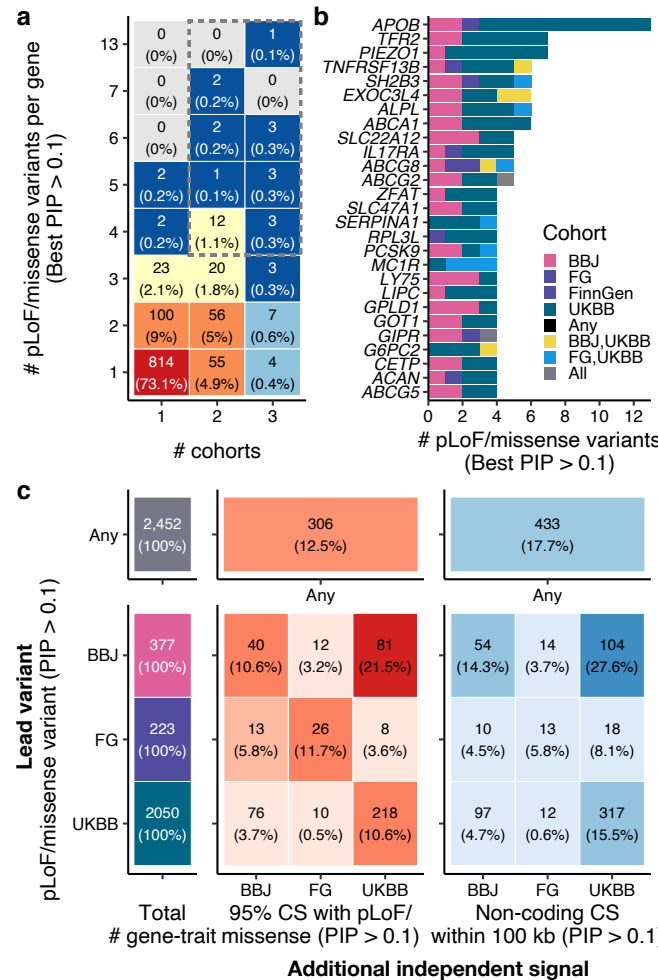 a
# pLoF/missense variants per gene
(Best PIP > 0.1)
13
7
6
5
4
3
2
1
0
(0%)
0
(0%)
1
(0.1%)
0
(0%)
2
(0.2%)
0
(0%)
0
(0%)
2
(0.2%)
3
(0.3%)
2
(0.2%)
1
(0.1%)
3
(0.3%)
2
(0.2%)
12
(1.1%)
3
(0.3%)
23
(2.1%)
20
(1.8%)
3
(0.3%)
100
(9%)
56
(5%)
7
(0.6%)
814
(73.1%)
55
(4.9%)
4
(0.4%)
1 2 3
# cohorts
b
APOB
TFR2
PIEZO1
TNFRSF13B
SH2B3
EXOC3L4
ALPL
ABCA1
SLC22A12
IL17RA
ABCG8
ABCG2
ZFAT
SLC47A1
SERPINA1
RPL3L
PCSK9
MC1R
LY75
LIPC
GPLD1
GOT1
GIPR
G6PC2
CETP
ACAN
ABCG5
Cohort
BBJ
FG
FinnGen
UKBB
Any
BBJ,UKBB
FG,UKBB
All
0 2 4 6 8 10 12
# pLoF/missense variants
(Best PIP > 0.1)
c
Lead variant
pLoF/missense variant (PIP > 0.1)
Any
2,452
(100%)
306
(12.5%)
433
(17.7%)
Any
Any
BBJ
377
(100%)
40
(10.6%)
12
(3.2%)
81
(21.5%)
54
(14.3%)
14
(3.7%)
104
(27.6%)
FG
223
(100%)
13
(5.8%)
26
(11.7%)
8
(3.6%)
10
(4.5%)
13
(5.8%)
18
(8.1%)
UKBB
2050
(100%)
76
(3.7%)
10
(0.5%)
218
(10.6%)
97
(4.7%)
12
(0.6%)
317
(15.5%)
BBJ FG UKBB
BBJ FG UKBB
Total
# gene-trait
95% CS with pLoF/
missense (PIP > 0.1)
Non-coding CS
within 100 kb (PIP > 0.1)
Additional independent signal